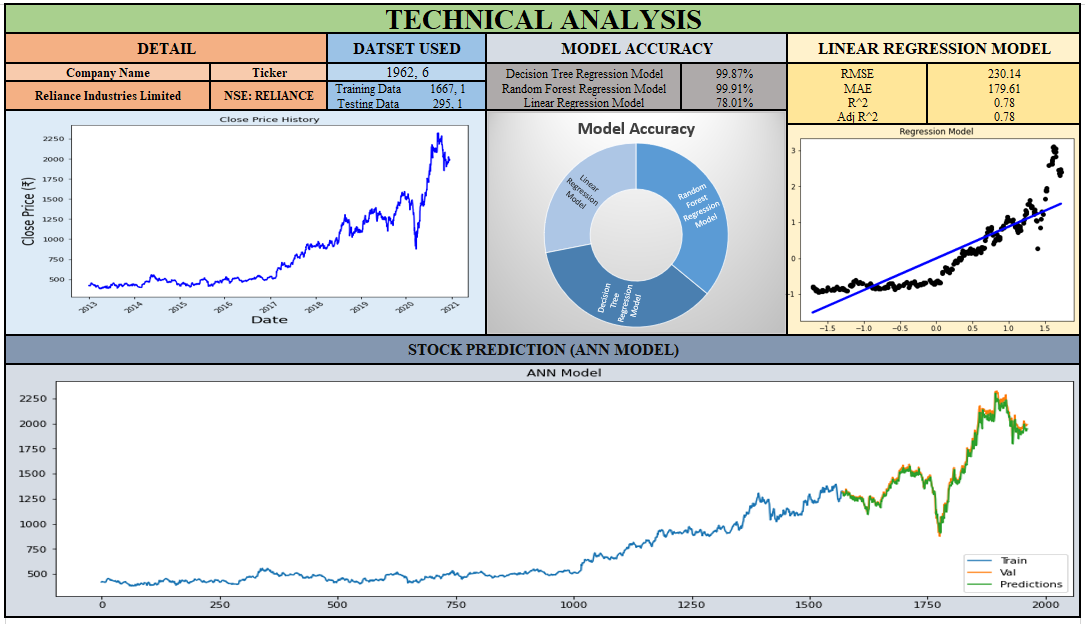 TECHNICAL ANALYSIS
DETAIL
Company Name Ticker
Reliance Industries Limited NSE: RELIANCE
DATSET USED
1962, 6
Training Data 1667, 1
Testing Data 295, 1
MODEL ACCURACY
Decision Tree Regression Model 99.87%
Random Forest Regression Model 99.91%
Linear Regression Model 78.01%
LINEAR REGRESSION MODEL
RMSE 230.14
MAE 179.61
R^2 0.78
Adj R^2 0.78
Close Price History
Close Price (₹)
2250
2000
1750
1500
1250
1000
750
500
2013 2014 2015 2016 2017 2018 2019 2020 2021
Date
Model Accuracy
Linear
Regression
Model
Random
Forest
Regression
Model
Decision
Tree
Regression
Model
Regression Model
3
2
1
0
-1
-1.5 -1.0 -0.5 0.0 0.5 1.0 1.5
STOCK PREDICTION (ANN MODEL)
ANN Model
2250
2000
1750
1500
1250
1000
750
500
0 250 500 750 1000 1250 1500 1750 2000
Train
Val
Predictions